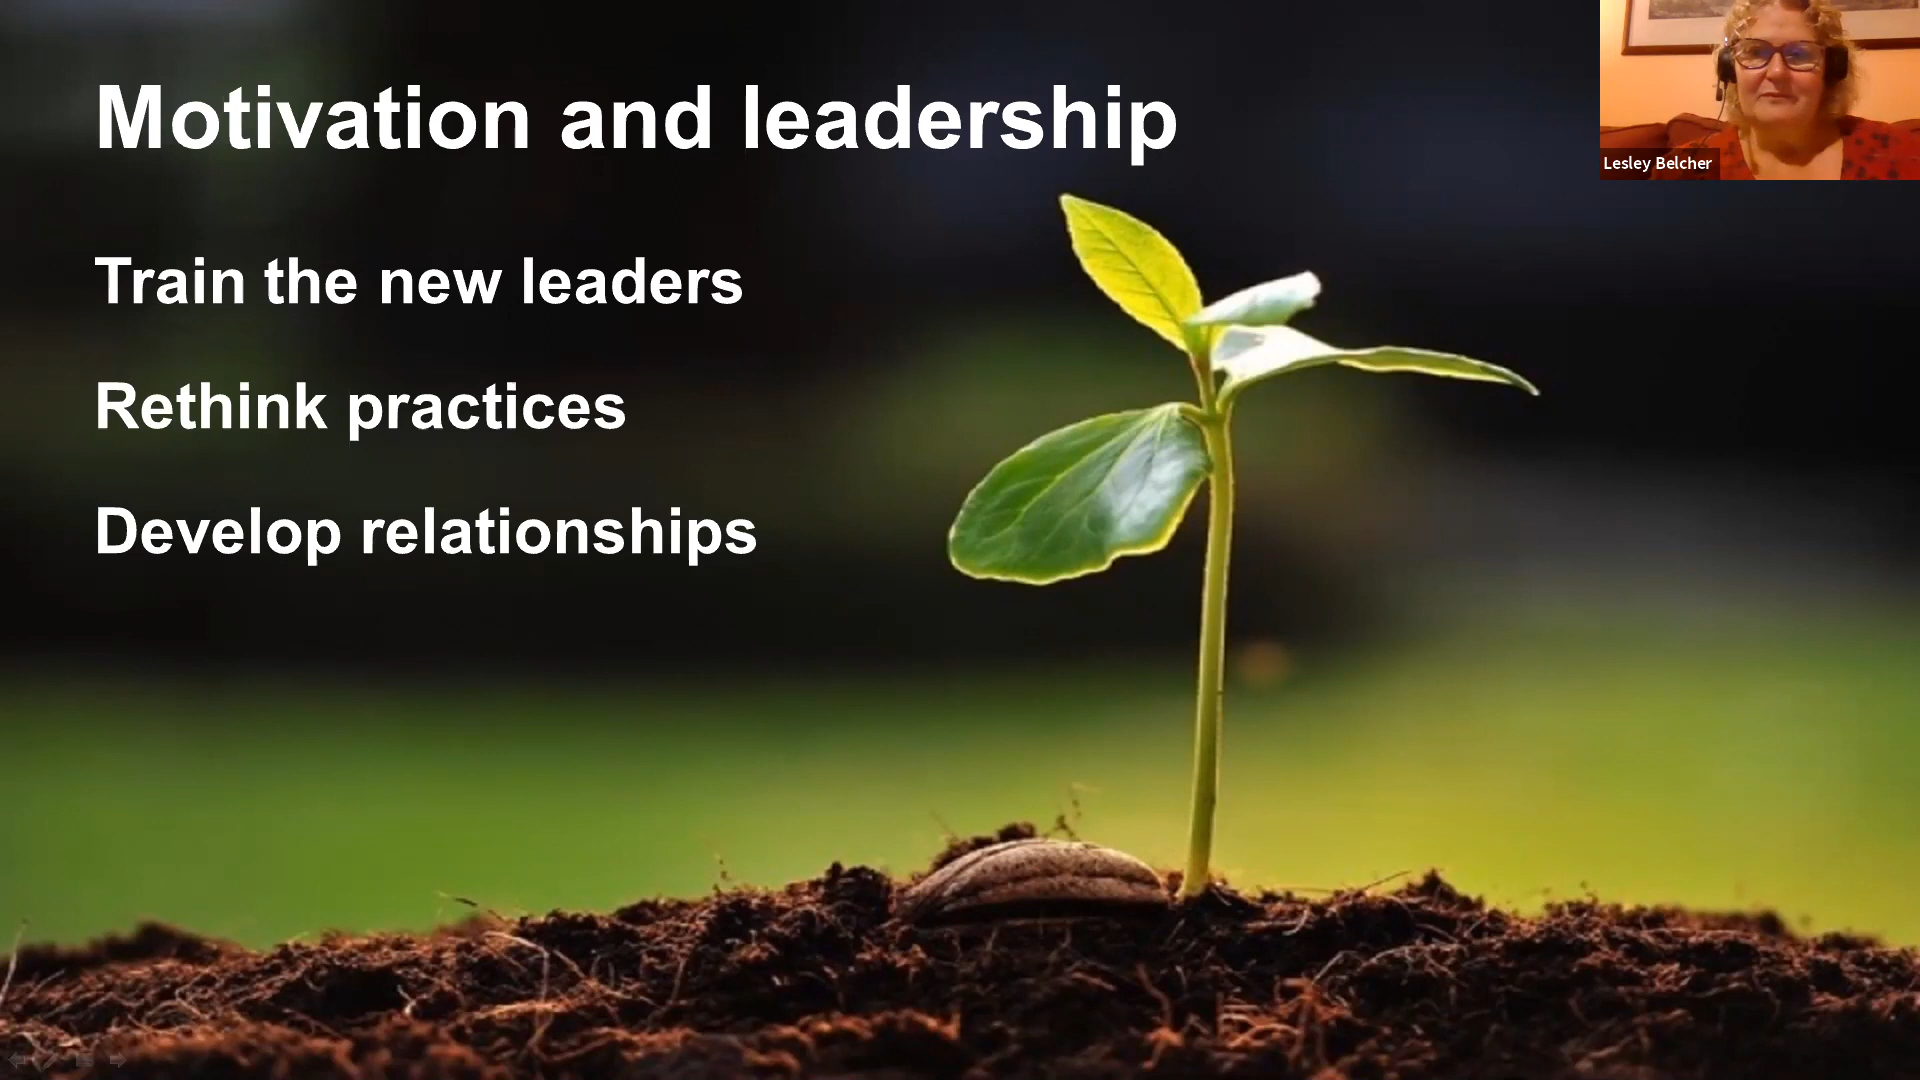 Motivation and leadership
Train the new leaders
Rethink practices
Develop relationships
Lesley Belcher